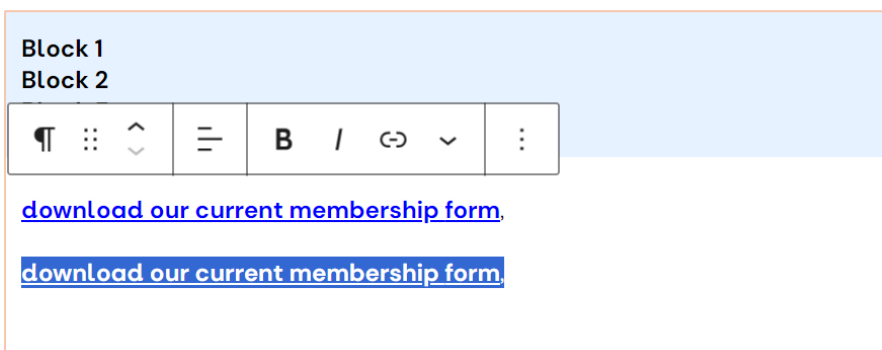 Block 1
Block 2
B I
download our current membership form,
download our current membership form,